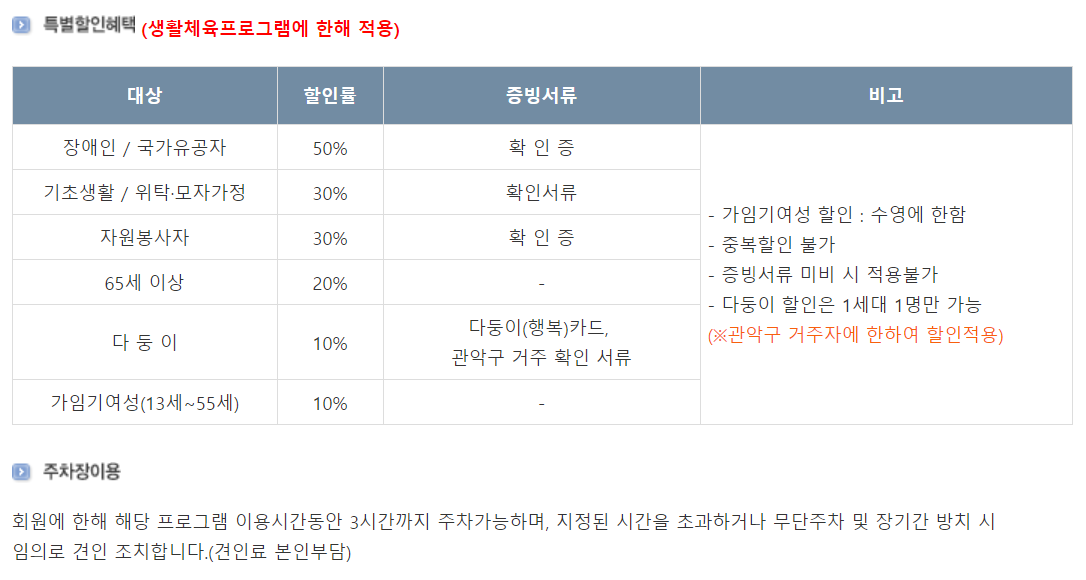 특별할인혜택 (생활체육프로그램에 한해 적용)
대상 할인률 증빙서류 비고
장애인 / 국가유공자 50% 확 인 증
기초생활 / 위탁·모자가정 30% 확인서류
자원봉사자 30% 확 인 증
65세 이상 20% -
다 둥 이 10% 다둥이(행복)카드,
관악구 거주 확인 서류
가임기여성(13세~55세) 10% -
- 가임기여성 할인 : 수영에 한함
- 중복할인 불가
- 증빙서류 미비 시 적용불가
- 다둥이 할인은 1세대 1명만 가능
(※관악구 거주자에 한하여 할인적용)
주차장이용
회원에 한해 해당 프로그램 이용시간동안 3시간까지 주차가능하며, 지정된 시간을 초과하거나 무단주차 및 장기간 방치 시
임의로 견인 조치합니다.(견인료 본인부담)